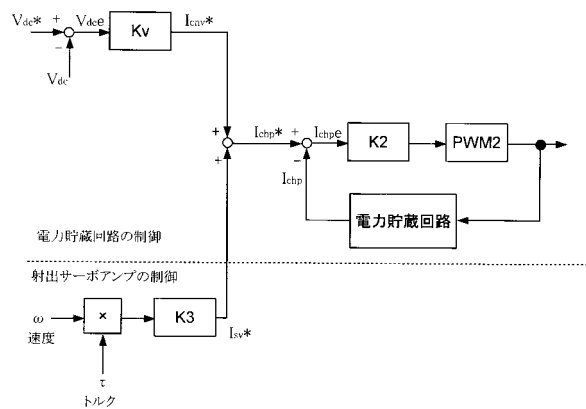 Vdc* + Vdce Kv Icnv*
−
Vdc
+ Ichp* + Ichpe K2 PWM2
+ −
Ichp
電力貯蔵回路
電力貯蔵回路の制御
射出サーボアンプの制御
ω × K3
速度 Isv*
τ
トルク